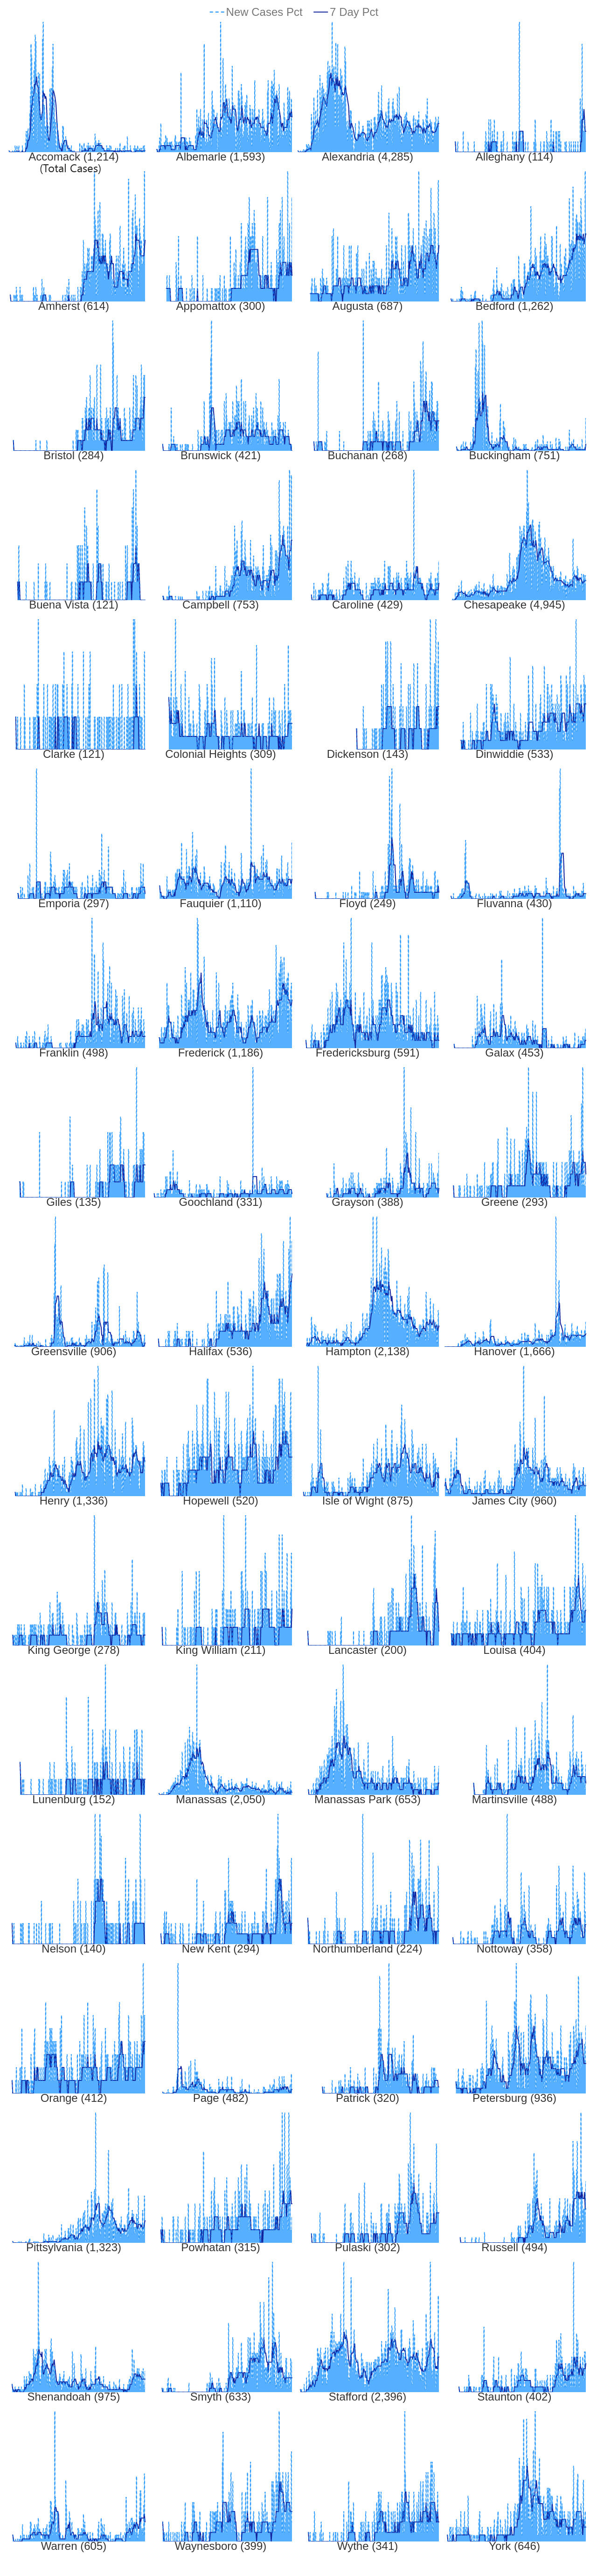 New Cases Pct 7 Day Pct
Accomack (1,214) Albemarle (1,593) Alexandria (4,285) Alleghany (114)
(Total Cases)
Amherst (614) Appomattox (300) Augusta (687) Bedford (1,262)
Bristol (284) Brunswick (421) Buchanan (268) Buckingham (751)
Buena Vista (121) Campbell (753) Caroline (429) Chesapeake (4,945)
Clarke (121) Colonial Heights (309) Dickenson (143) Dinwiddie (533)
Emporia (297) Fauquier (1,110) Floyd (249) Fluvanna (430)
Franklin (498) Frederick (1,186) Fredericksburg (591) Galax (453)
Giles (135) Goochland (331) Grayson (388) Greene (293)
Greensville (906) Halifax (536) Hampton (2,138) Hanover (1,666)
Henry (1,336) Hopewell (520) Isle of Wight (875) James City (960)
King George (278) King William (211) Lancaster (200) Louisa (404)
Lunenburg (152) Manassas (2,050) Manassas Park (653) Martinsville (488)
Nelson (140) New Kent (294) Northumberland (224) Nottoway (358)
Orange (412) Page (482) Patrick (320) Petersburg (936)
Pittsylvania (1,323) Powhatan (315) Pulaski (302) Russell (494)
Shenandoah (975) Smyth (633) Stafford (2,396) Staunton (402)
Warren (605) Waynesboro (399) Wythe (341) York (646)